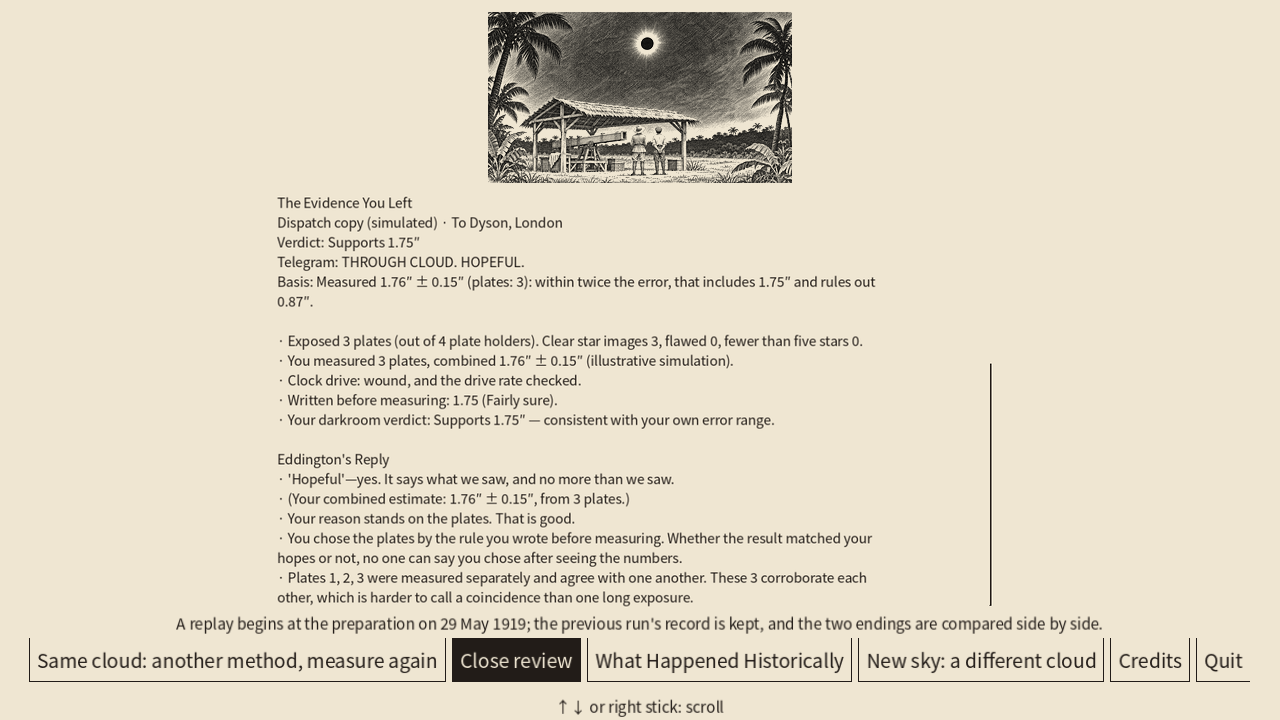 The Evidence You Left
Dispatch copy (simulated) · To Dyson, London
Verdict: Supports 1.75″
Telegram: THROUGH CLOUD. HOPEFUL.
Basis: Measured 1.76″ ± 0.15″ (plates: 3): within twice the error, that includes 1.75″ and rules out
0.87″.
· Exposed 3 plates (out of 4 plate holders). Clear star images 3, flawed 0, fewer than five stars 0.
· You measured 3 plates, combined 1.76″ ± 0.15″ (illustrative simulation).
· Clock drive: wound, and the drive rate checked.
· Written before measuring: 1.75 (Fairly sure).
· Your darkroom verdict: Supports 1.75″ — consistent with your own error range.
Eddington's Reply
· 'Hopeful'—yes. It says what we saw, and no more than we saw.
· (Your combined estimate: 1.76″ ± 0.15″, from 3 plates.)
· Your reason stands on the plates. That is good.
· You chose the plates by the rule you wrote before measuring. Whether the result matched your
hopes or not, no one can say you chose after seeing the numbers.
· Plates 1, 2, 3 were measured separately and agree with one another. These 3 corroborate each
other, which is harder to call a coincidence than one long exposure.
A replay begins at the preparation on 29 May 1919; the previous run's record is kept, and the two endings are compared side by side.
Same cloud: another method, measure again Close review What Happened Historically New sky: a different cloud Credits Quit
↑ ↓ or right stick: scroll